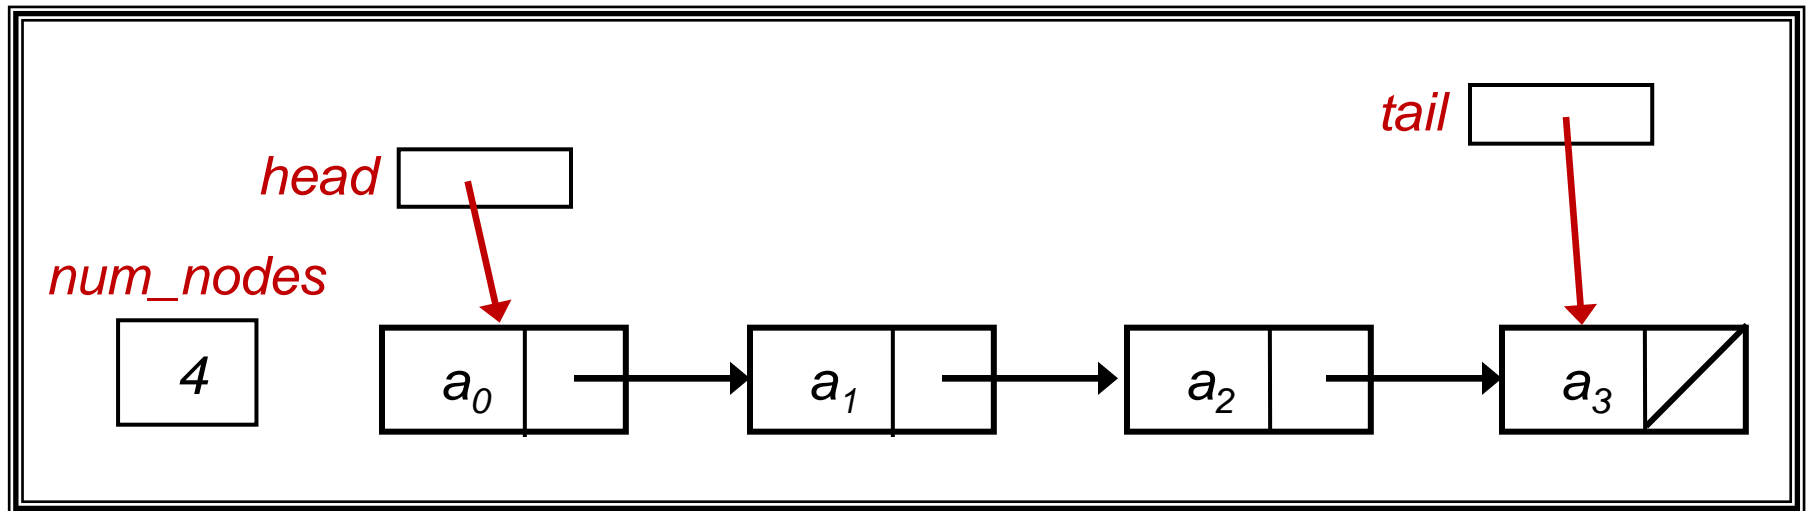 tail
head
num_nodes
4
a₀
a₁
a₂
a₃